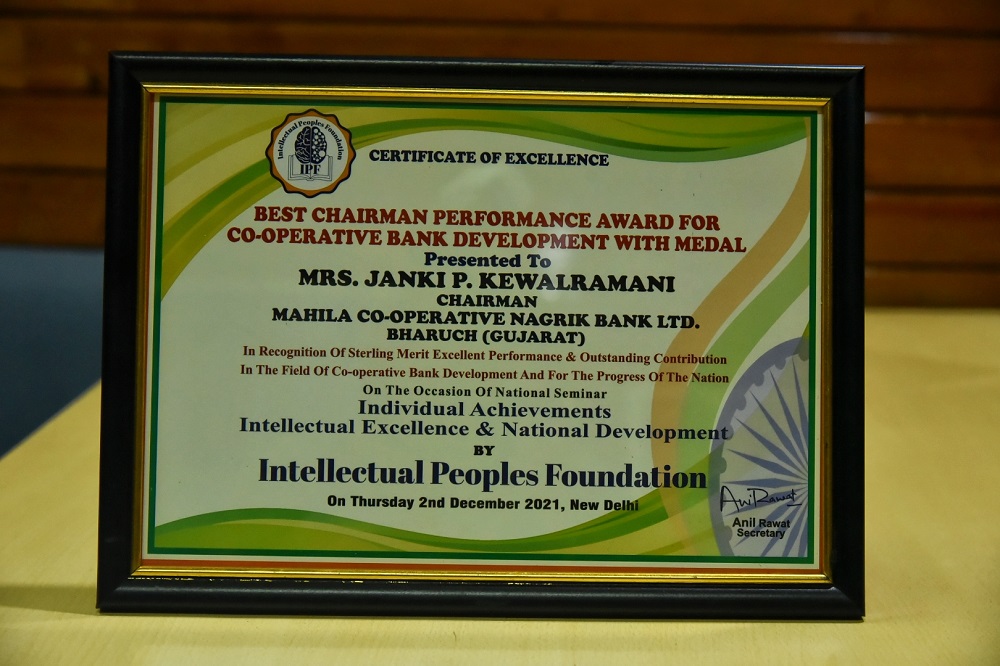 Intellectual Peoples Foundation
IPF
CERTIFICATE OF EXCELLENCE
BEST CHAIRMAN PERFORMANCE AWARD FOR
CO-OPERATIVE BANK DEVELOPMENT WITH MEDAL
Presented To
MRS. JANKI P. KEWALRAMANI
CHAIRMAN
MAHILA CO-OPERATIVE NAGRIK BANK LTD.
BHARUCH (GUJARAT)
In Recognition Of Sterling Merit Excellent Performance & Outstanding Contribution
In The Field Of Co-operative Bank Development And For The Progress Of The Nation
On The Occasion Of National Seminar
Individual Achievements
Intellectual Excellence & National Development
BY
Intellectual Peoples Foundation
On Thursday 2nd December 2021, New Delhi
Anil Rawat
Anil Rawat
Secretary